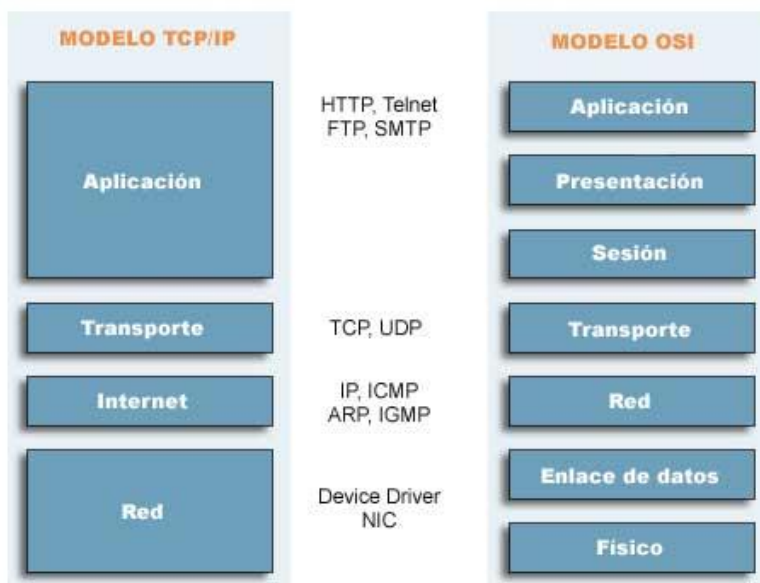 MODELO TCP/IP
Aplicación
Transporte
Internet
Red
HTTP, Telnet
FTP, SMTP
TCP, UDP
IP, ICMP
ARP, IGMP
Device Driver
NIC
MODELO OSI
Aplicación
Presentación
Sesión
Transporte
Red
Enlace de datos
Físico